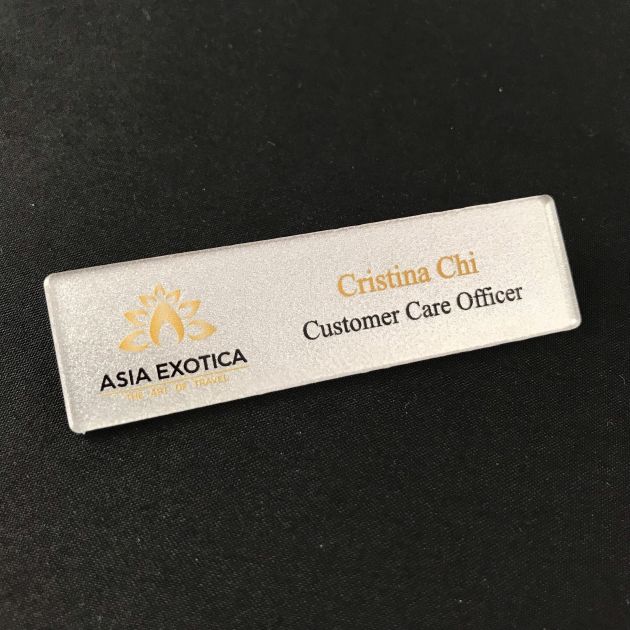 ASIA EXOTICA
THE ART OF TRAVEL
Cristina Chi
Customer Care Officer